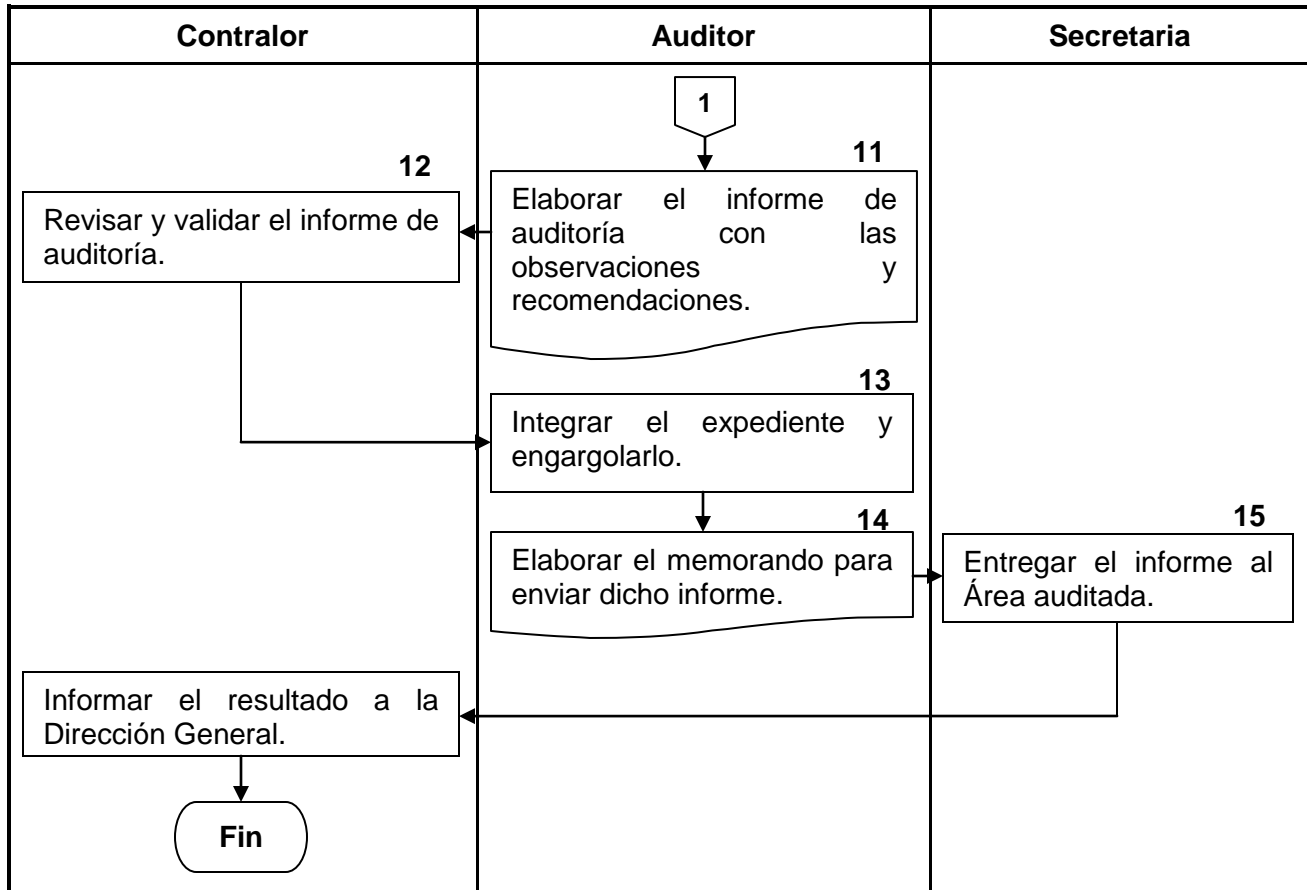 Contralor
Auditor
Secretaria
1
11
Elaborar el informe de
auditoría con las
observaciones y
recomendaciones.
12
Revisar y validar el informe de
auditoría.
13
Integrar el expediente y
engargolarlo.
14
Elaborar el memorando para
enviar dicho informe.
15
Entregar el informe al
Área auditada.
Informar el resultado a la
Dirección General.
Fin